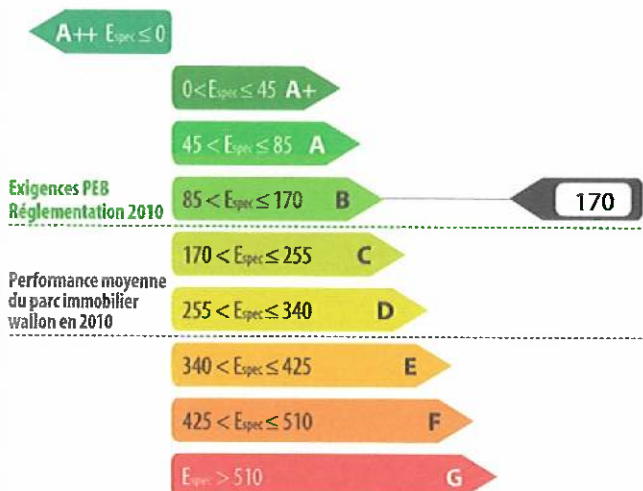 A++ Espec ≤ 0
0 < Espec ≤ 45 A+
45 < Espec ≤ 85 A
Exigences PEB
Réglementation 2010
85 < Espec ≤ 170 B
170
170 < Espec ≤ 255 C
Performance moyenne
du parc immobilier
wallon en 2010
255 < Espec ≤ 340 D
340 < Espec ≤ 425 E
425 < Espec ≤ 510 F
Espec > 510 G